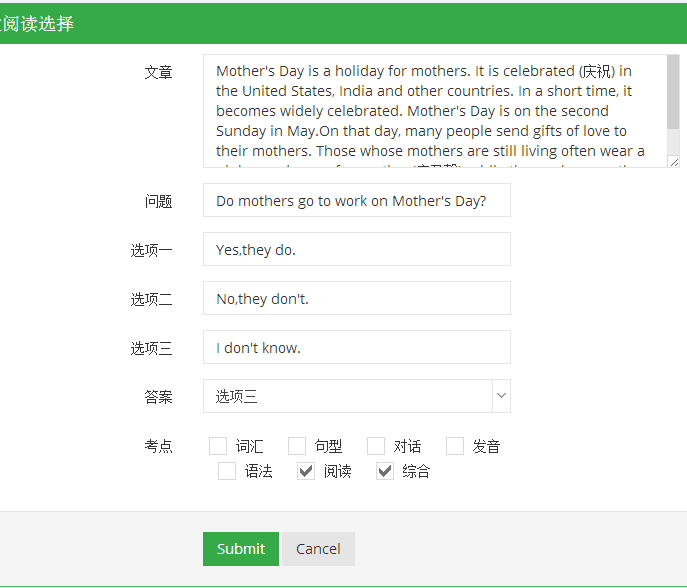 阅读选择
文章
Mother's Day is a holiday for mothers. It is celebrated (庆祝) in
the United States, India and other countries. In a short time, it
becomes widely celebrated. Mother's Day is on the second
Sunday in May.On that day, many people send gifts of love to
their mothers. Those whose mothers are still living often wear a
问题
Do mothers go to work on Mother's Day?
选项一
Yes,they do.
选项二
No,they don't.
选项三
I don't know.
答案
选项三
考点
词汇 句型 对话 发音
语法 阅读 综合
Submit Cancel